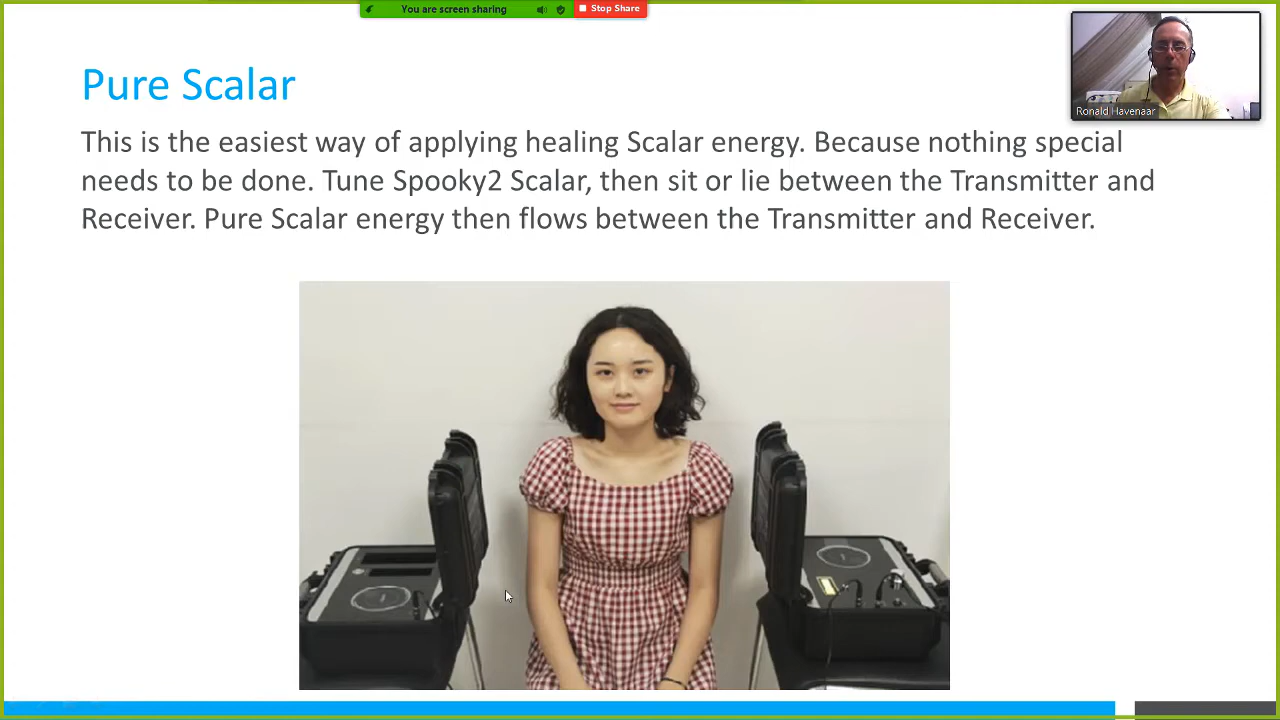 You are screen sharing
Stop Share
Pure Scalar
Ronald Havenaar
This is the easiest way of applying healing Scalar energy. Because nothing special
needs to be done. Tune Spooky2 Scalar, then sit or lie between the Transmitter and
Receiver. Pure Scalar energy then flows between the Transmitter and Receiver.